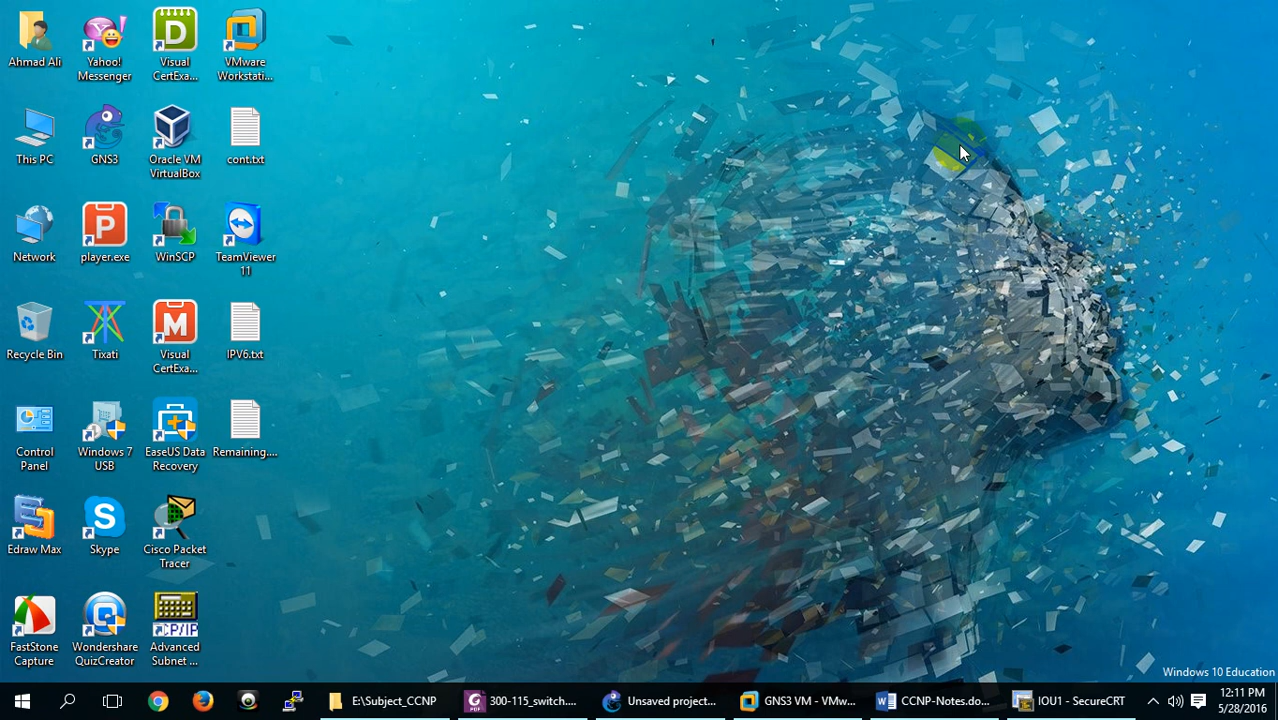 Ahmad Ali
Yahoo!
Messenger
D
Visual
CertExa...
VMware
Workstati...
This PC
GNS3
Oracle VM
VirtualBox
cont.txt
Network
P
player.exe
WinSCP
TeamViewer
11
Recycle Bin
Tixati
M
Visual
CertExa...
IPV6.txt
Control
Panel
Windows 7
USB
EaseUS Data
Recovery
Remaining....
Edraw Max
S
Skype
Cisco Packet
Tracer
FastStone
Capture
Wondershare
QuizCreator
CP/IP
Advanced
Subnet ...
Windows 10 Education
E:\Subject_CCNP
PDF
300-115_switch....
Unsaved project...
GNS3 VM - VMw...
CCNP-Notes.do...
IOU1 - SecureCRT
12:11 PM
5/28/2016